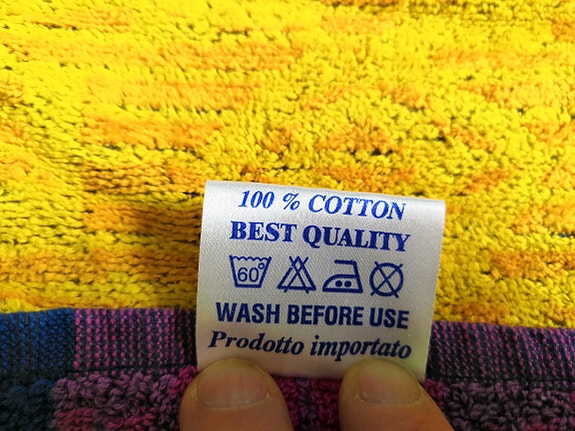 100 % COTTON
BEST QUALITY
60°
WASH BEFORE USE
Prodotto importato